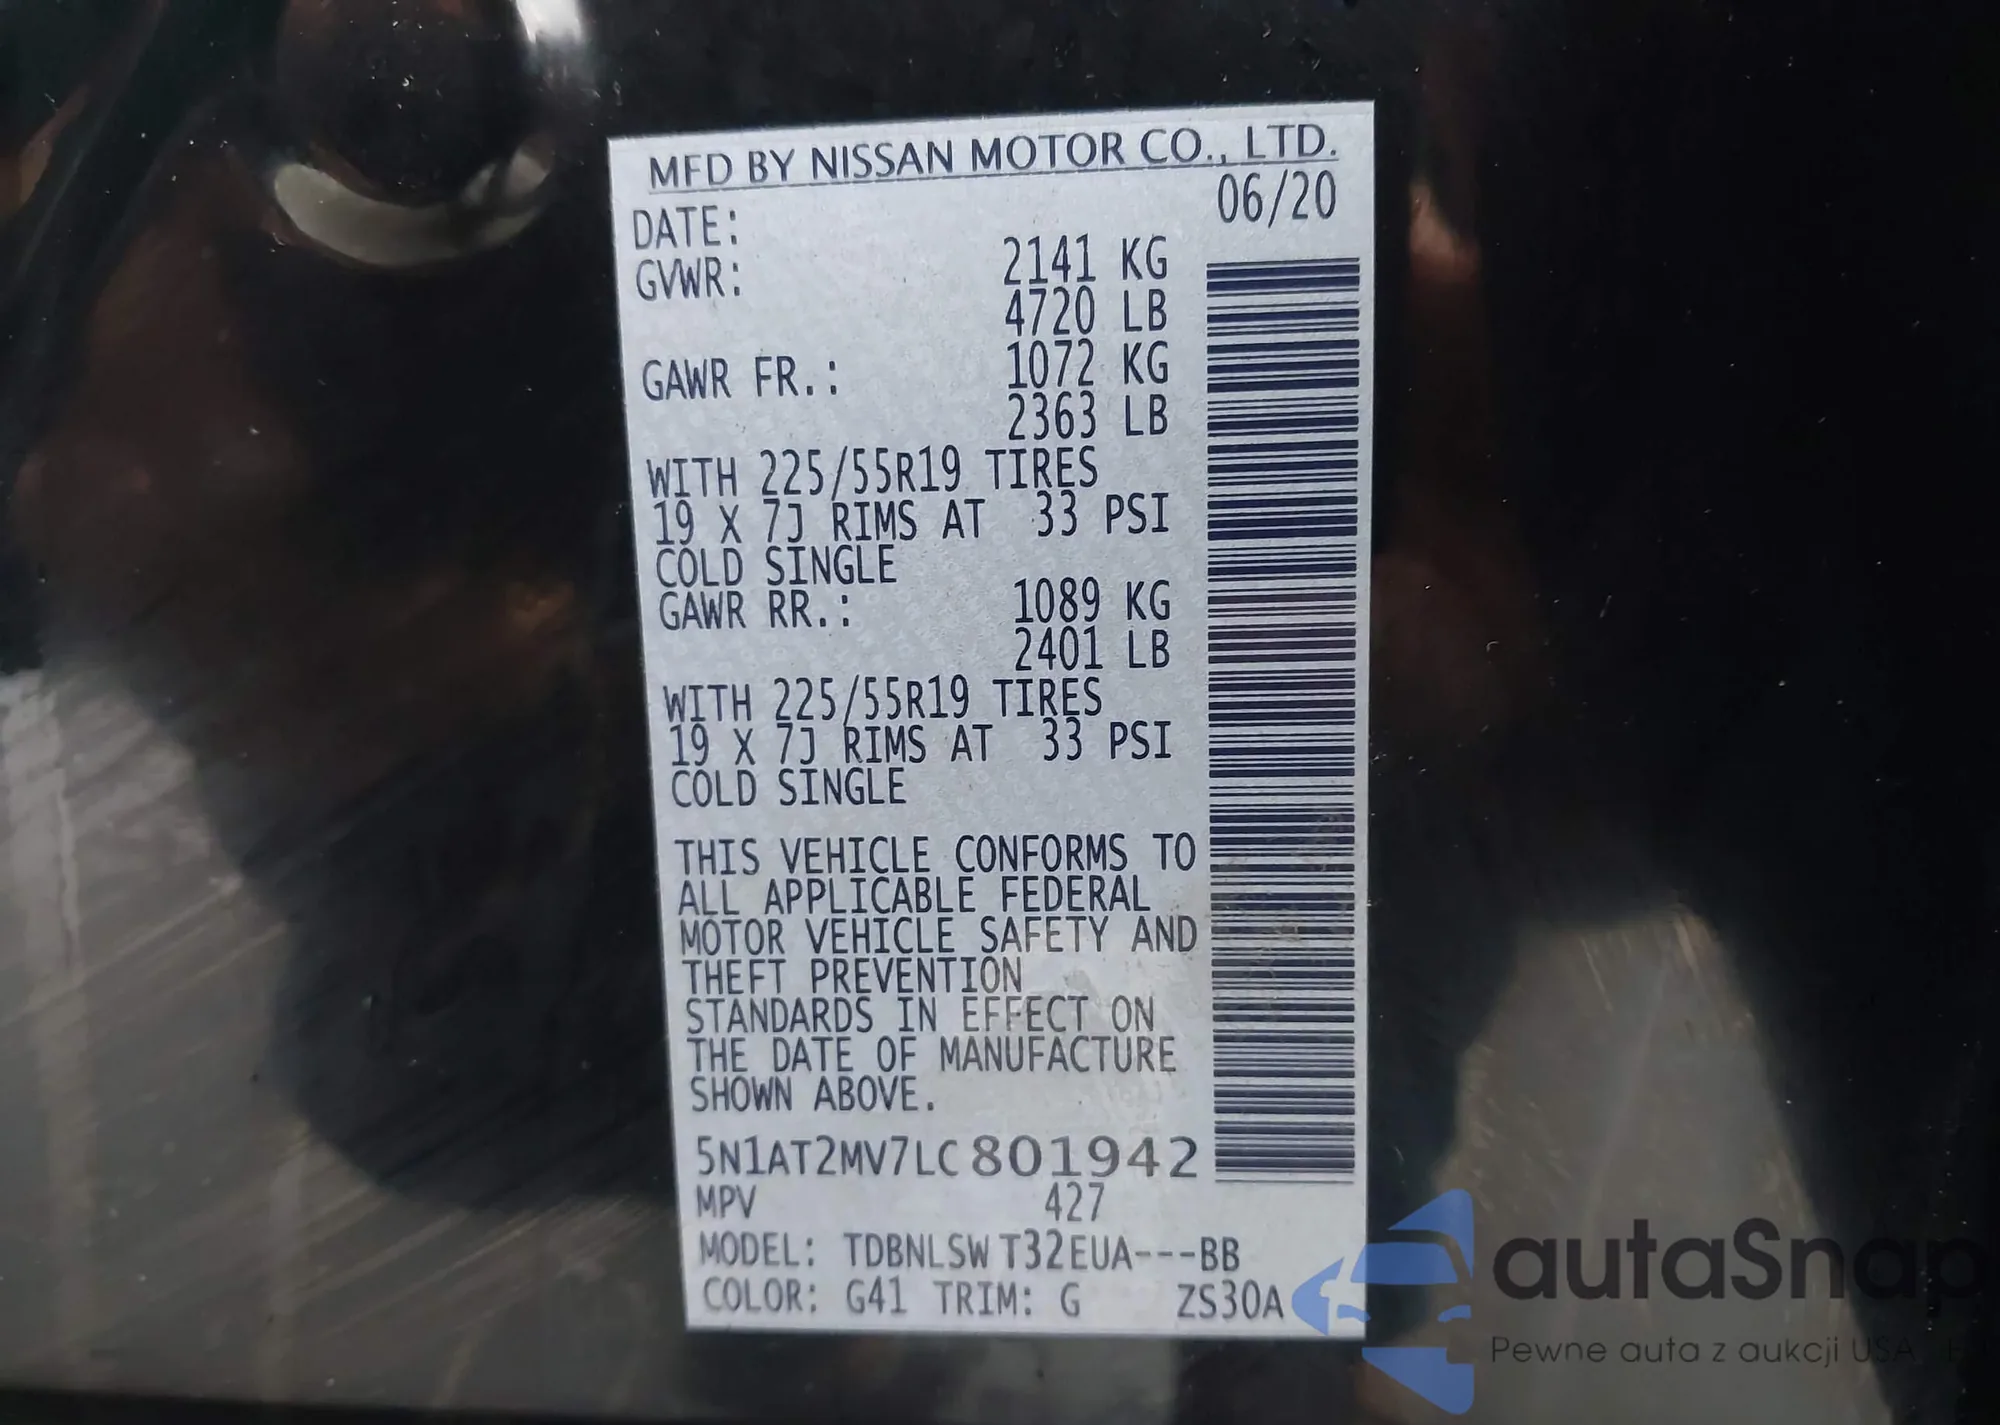 MFD BY NISSAN MOTOR CO., LTD.
DATE: 06/20
GVWR: 2141 KG
4720 LB
GAWR FR.: 1072 KG
2363 LB
WITH 225/55R19 TIRES
19 X 7J RIMS AT 33 PSI
COLD SINGLE
GAWR RR.: 1089 KG
2401 LB
WITH 225/55R19 TIRES
19 X 7J RIMS AT 33 PSI
COLD SINGLE
THIS VEHICLE CONFORMS TO
ALL APPLICABLE FEDERAL
MOTOR VEHICLE SAFETY AND
THEFT PREVENTION
STANDARDS IN EFFECT ON
THE DATE OF MANUFACTURE
SHOWN ABOVE.
5N1AT2MV7LC801942
MPV 427
MODEL: TDBNLSW T32EUA---BB
COLOR: G41 TRIM: G ZS30A
autaSnap
Pewne auta z aukcji USA